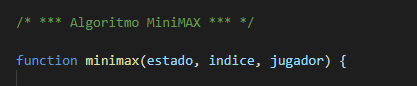 /* *** Algoritmo MiniMAX *** */
function minimax(estado, indice, jugador) {